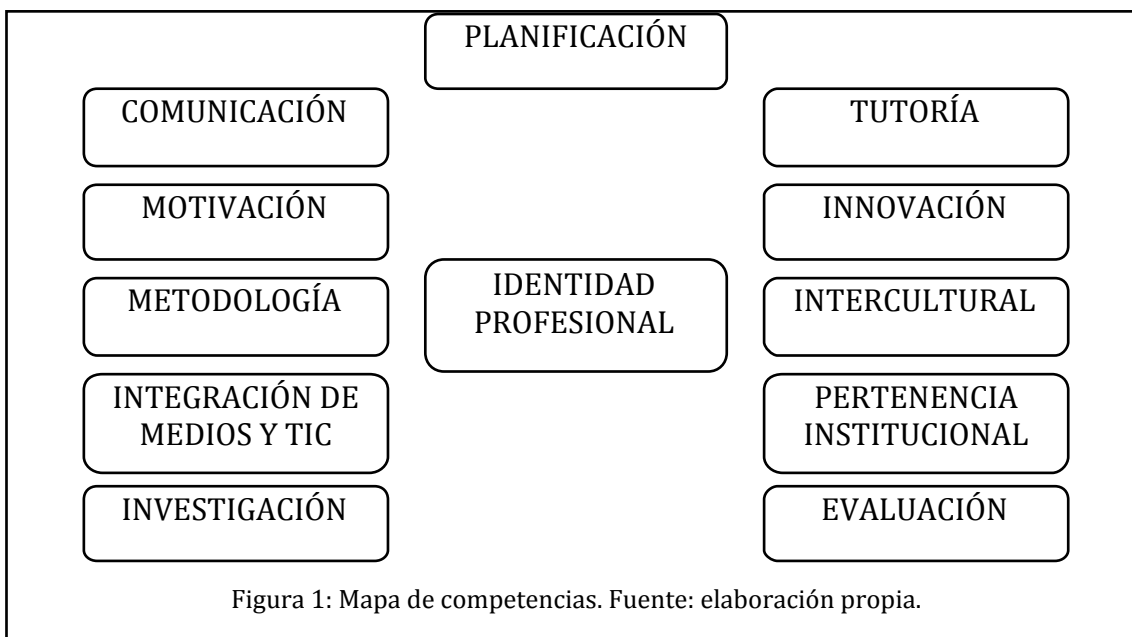 PLANIFICACIÓN
COMUNICACIÓN
TUTORÍA
MOTIVACIÓN
INNOVACIÓN
METODOLOGÍA
IDENTIDAD
PROFESIONAL
INTERCULTURAL
INTEGRACIÓN DE
MEDIOS Y TIC
PERTENENCIA
INSTITUCIONAL
INVESTIGACIÓN
EVALUACIÓN
Figura 1: Mapa de competencias. Fuente: elaboración propia.